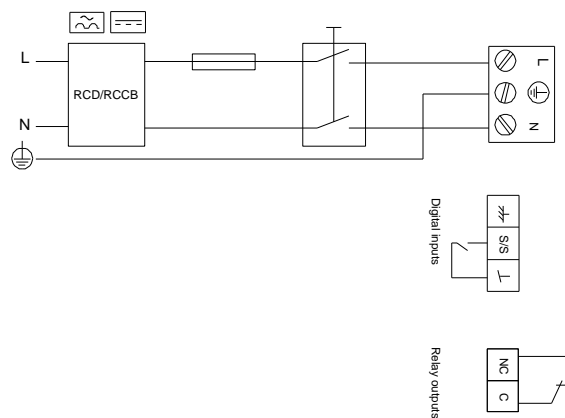 L
RCD/RCCB
N
L
N
Digital inputs
S/S
Relay outputs
NC
C